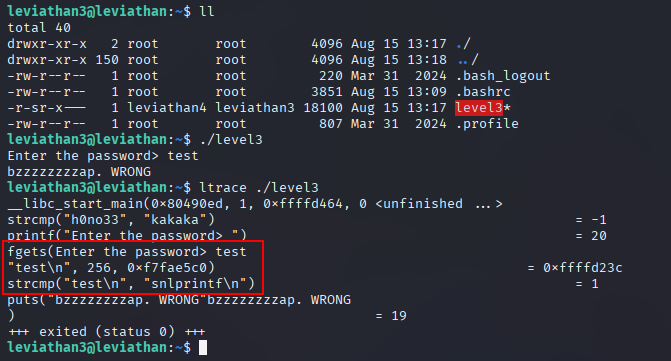 leviathan3@leviathan:~$ ll
total 40
drwxr-xr-x   2 root       root        4096 Aug 15 13:17 ./
drwxr-xr-x 150 root       root        4096 Aug 15 13:18 ../
-rw-r--r--   1 root       root         220 Mar 31  2024 .bash_logout
-rw-r--r--   1 root       root        3851 Aug 15 13:09 .bashrc
-r-sr-x---   1 leviathan4 leviathan3 18100 Aug 15 13:17 level3*
-rw-r--r--   1 root       root         807 Mar 31  2024 .profile
leviathan3@leviathan:~$ ./level3
Enter the password> test
bzzzzzzzzap. WRONG
leviathan3@leviathan:~$ ltrace ./level3
__libc_start_main(0×80490ed, 1, 0×ffffd464, 0 <unfinished ...>
strcmp("h0no33", "kakaka")                                  = -1
printf("Enter the password> ")                              = 20
fgets(Enter the password> test
"test\n", 256, 0×f7fae5c0)                            = 0×ffffd23c
strcmp("test\n", "snlprintf\n")                             = 1
puts("bzzzzzzzzap. WRONG"bzzzzzzzzap. WRONG
)                                              = 19
+++ exited (status 0) +++
leviathan3@leviathan:~$